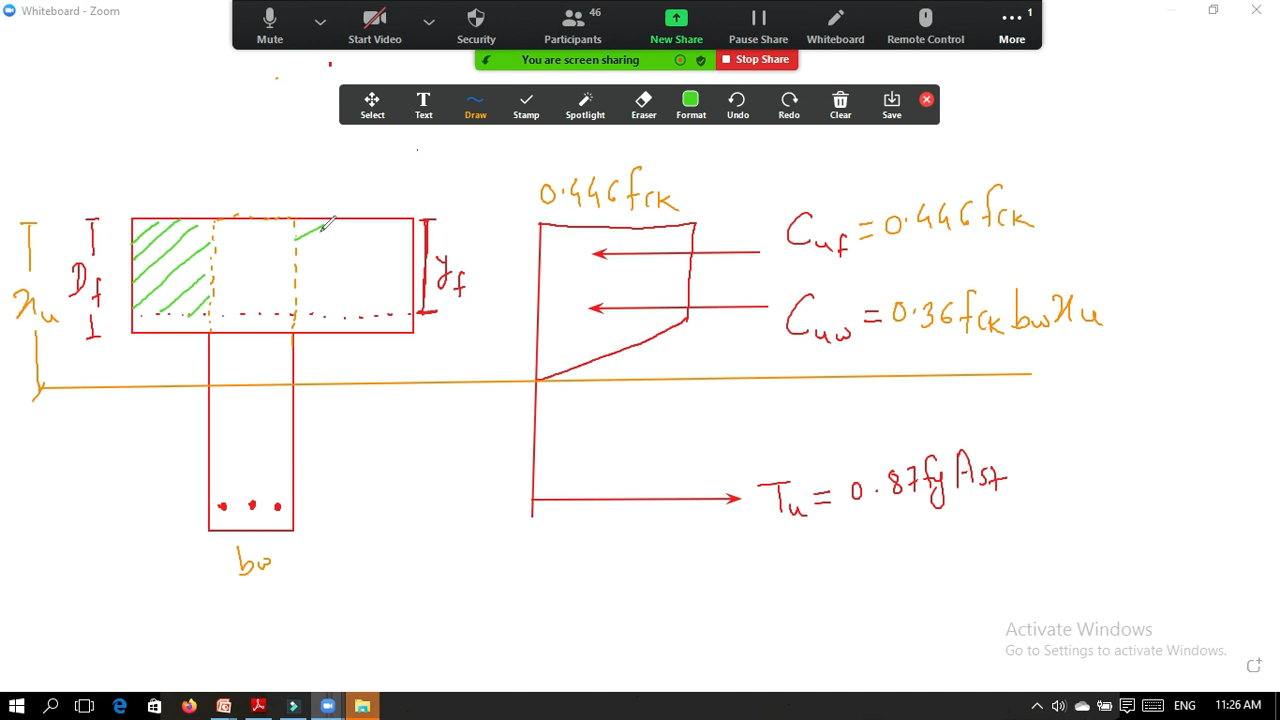 Whiteboard - Zoom
Mute
Start Video
Security
46
Participants
New Share
Pause Share
Whiteboard
Remote Control
1
More
You are screen sharing
Stop Share
Select
Text
Draw
Stamp
Spotlight
Eraser
Format
Undo
Redo
Clear
Save
0.446fck
Cuf = 0.446fck
xu
Df
yf
Cuw = 0.36fck bw xu
Tu = 0.87fy Ast
bw
Activate Windows
Go to Settings to activate Windows.
ENG
11:26 AM